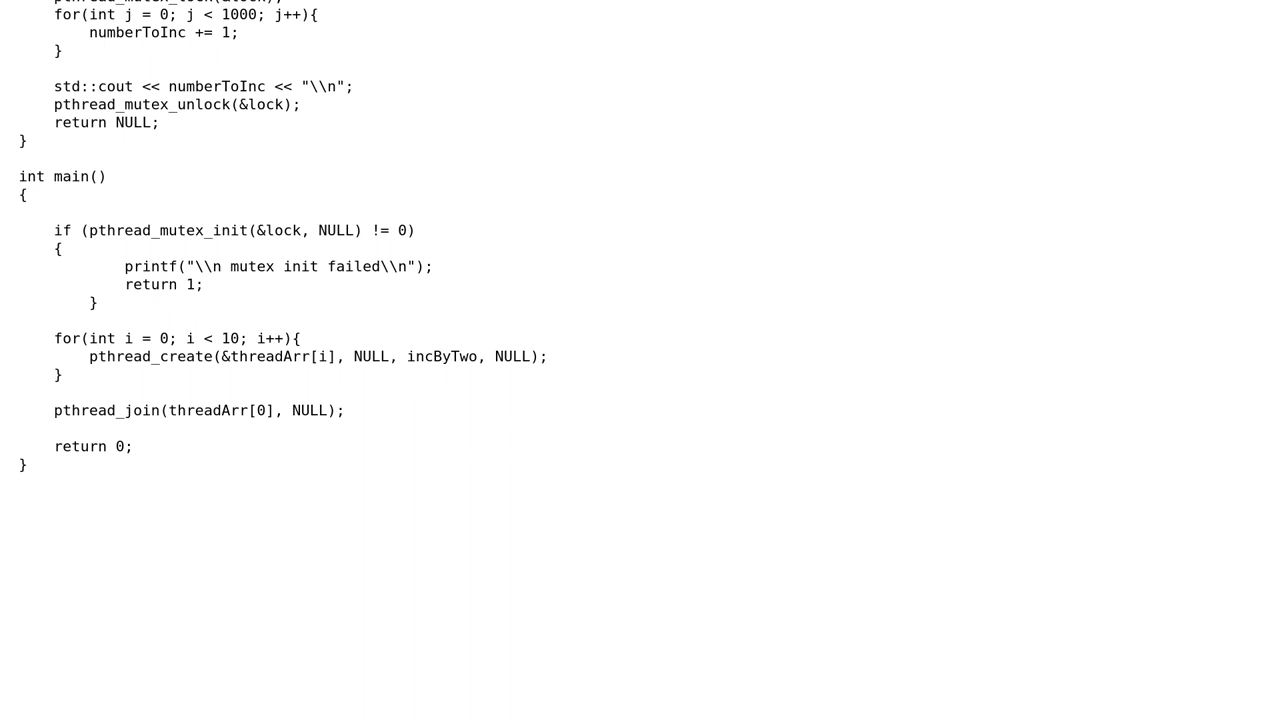 for(int j = 0; j < 1000; j++){
numberToInc += 1;
}
std::cout << numberToInc << "\\n";
pthread_mutex_unlock(&lock);
return NULL;
}
int main()
{
if (pthread_mutex_init(&lock, NULL) != 0)
{
printf("\\n mutex init failed\\n");
return 1;
}
for(int i = 0; i < 10; i++){
pthread_create(&threadArr[i], NULL, incByTwo, NULL);
}
pthread_join(threadArr[0], NULL);
return 0;
}